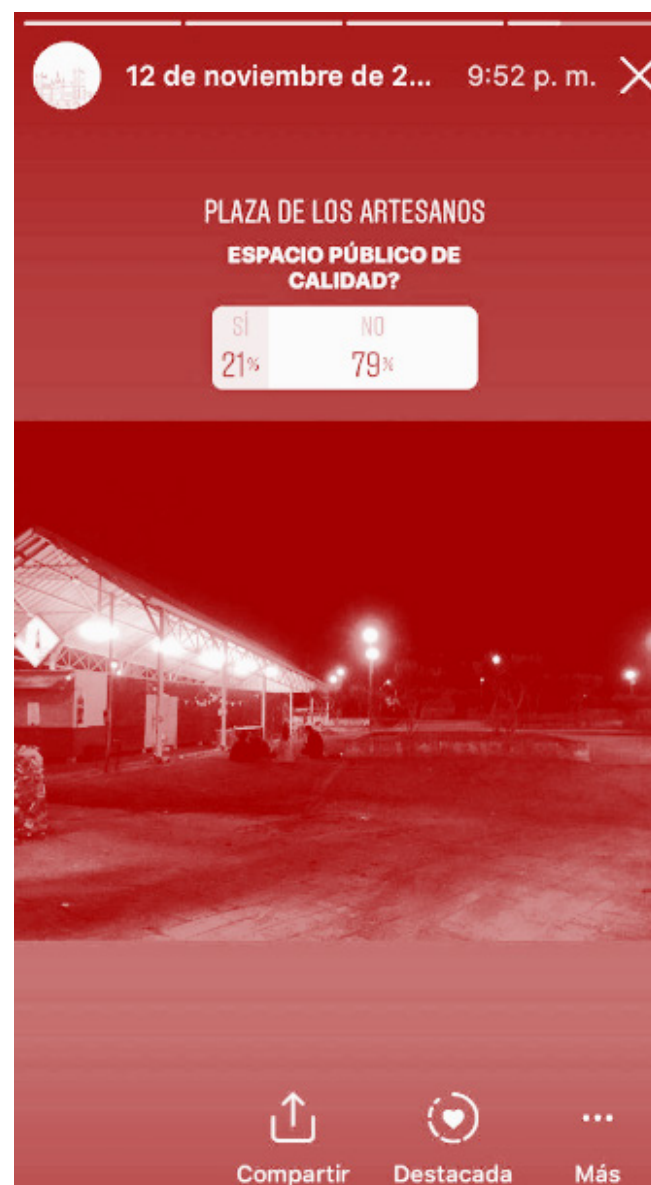 12 de noviembre de 2... 9:52 p. m.
PLAZA DE LOS ARTESANOS
ESPACIO PÚBLICO DE
CALIDAD?
SÍ NO
21% 79%
Compartir Destacada Más